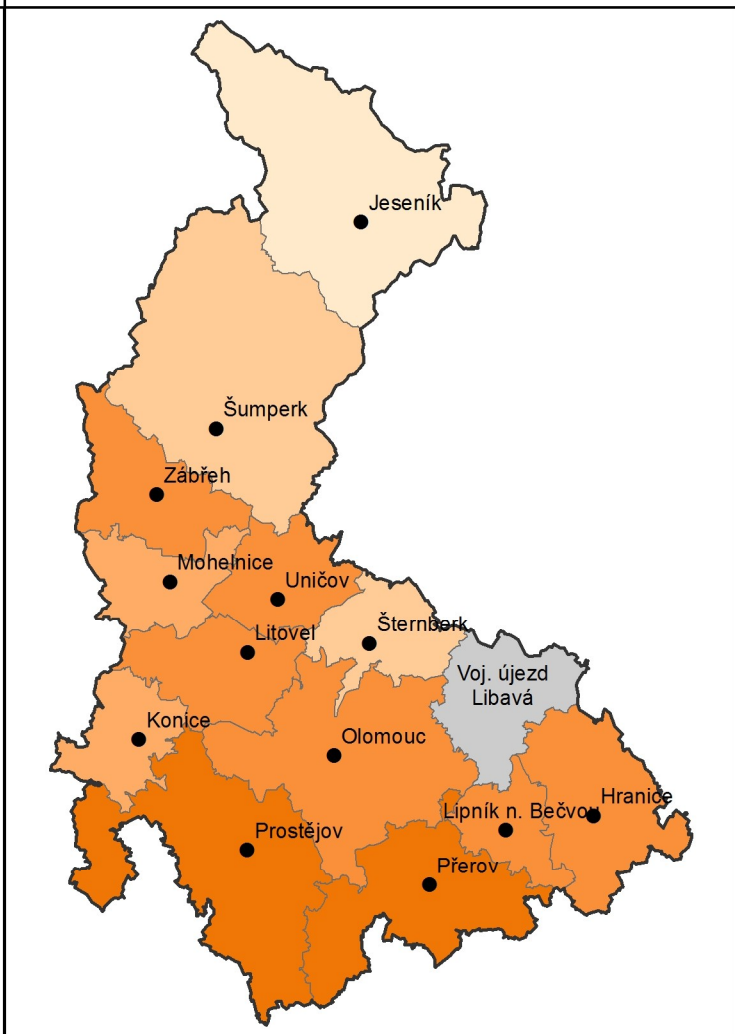 Jeseník
Šumperk
Zábřeh
Mohelnice
Uničov
Šternberk
Litovel
Voj. újezd
Libavá
Konice
Olomouc
Hranice
Lipník n. Bečvou
Prostějov
Přerov